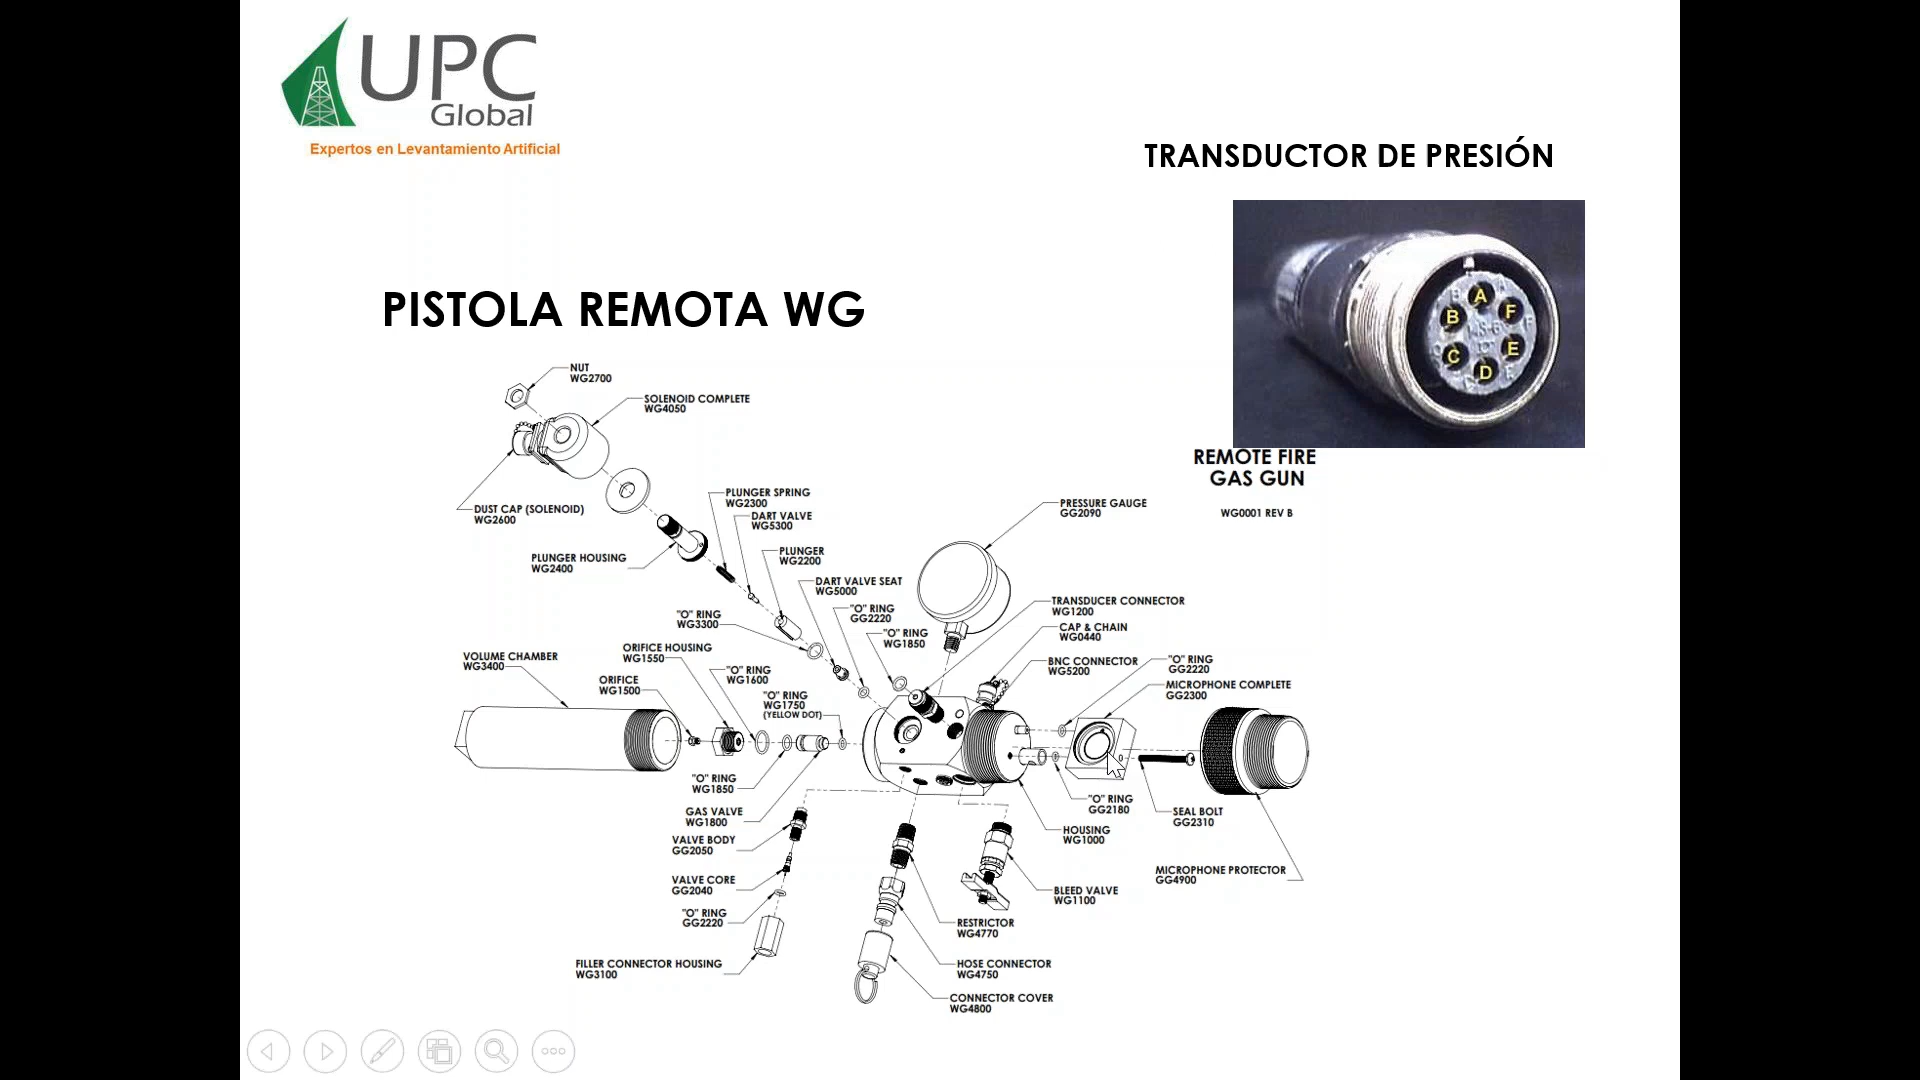 UPC
Global
Expertos en Levantamiento Artificial
TRANSDUCTOR DE PRESIÓN
A
B
F
C
E
D
PISTOLA REMOTA WG
REMOTE FIRE
GAS GUN
WG0001 REV B
NUT
WG2700
SOLENOID COMPLETE
WG4050
DUST CAP (SOLENOID)
WG2600
PLUNGER SPRING
WG2300
DART VALVE
WG5300
PLUNGER HOUSING
WG2400
PLUNGER
WG2200
DART VALVE SEAT
WG5000
PRESSURE GAUGE
GG2090
"O" RING
GG2220
"O" RING
WG3300
"O" RING
WG1850
TRANSDUCER CONNECTOR
WG1200
CAP & CHAIN
WG0440
BNC CONNECTOR
WG5200
"O" RING
GG2220
MICROPHONE COMPLETE
GG2300
VOLUME CHAMBER
WG3400
ORIFICE HOUSING
WG1550
ORIFICE
WG1500
"O" RING
WG1600
"O" RING
WG1750
(YELLOW DOT)
"O" RING
WG1850
GAS VALVE
WG1800
VALVE BODY
GG2050
VALVE CORE
GG2040
"O" RING
GG2220
FILLER CONNECTOR HOUSING
WG3100
"O" RING
GG2180
SEAL BOLT
GG2310
HOUSING
WG1000
MICROPHONE PROTECTOR
GG4900
BLEED VALVE
WG1100
RESTRICTOR
WG4770
HOSE CONNECTOR
WG4750
CONNECTOR COVER
WG4800